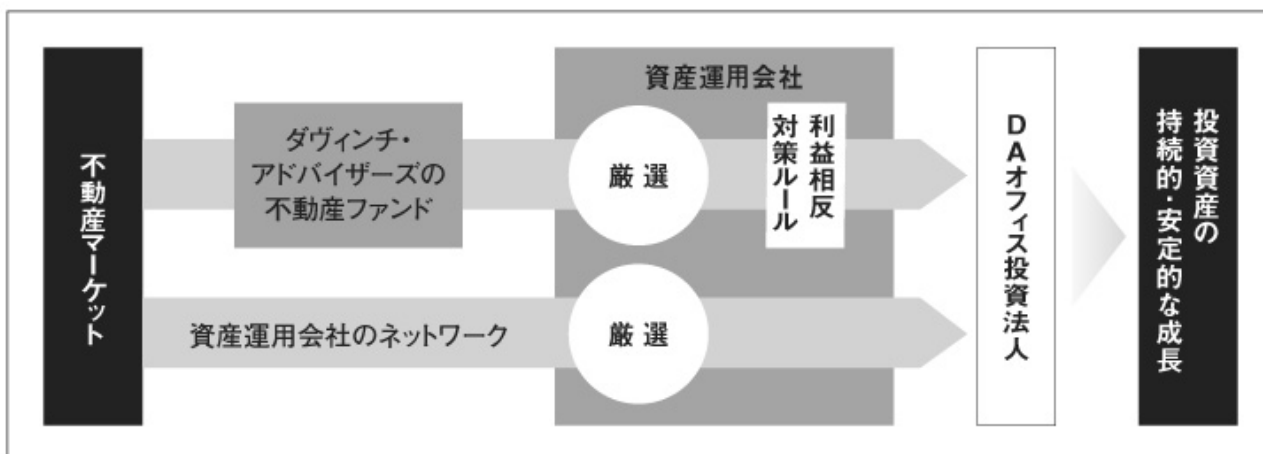 不動産マーケット
ダヴィンチ・
アドバイザーズの
不動産ファンド
資産運用会社のネットワーク
資産運用会社
厳選
利益相反
対策ルール
厳選
DAオフィス投資法人
投資資産の
持続的・安定的な成長